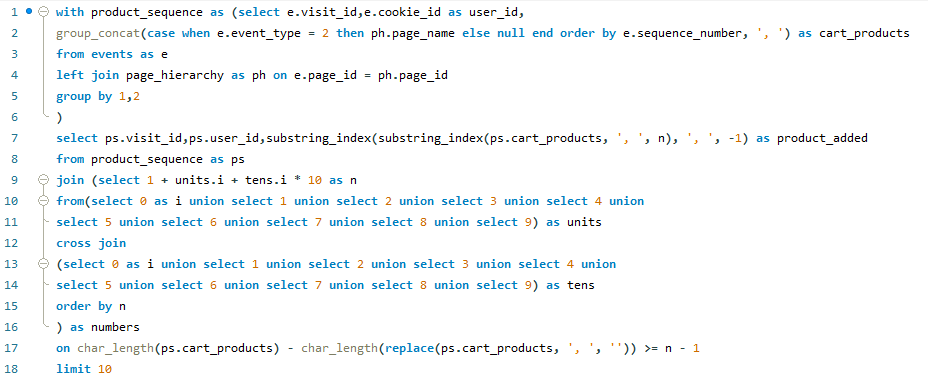 1 with product_sequence as (select e.visit_id,e.cookie_id as user_id,
2 group_concat(case when e.event_type = 2 then ph.page_name else null end order by e.sequence_number, ', ') as cart_products
3 from events as e
4 left join page_hierarchy as ph on e.page_id = ph.page_id
5 group by 1,2
6 )
7 select ps.visit_id,ps.user_id,substring_index(substring_index(ps.cart_products, ', ', n), ', ', -1) as product_added
8 from product_sequence as ps
9 join (select 1 + units.i + tens.i * 10 as n
10 from(select 0 as i union select 1 union select 2 union select 3 union select 4 union
11 select 5 union select 6 union select 7 union select 8 union select 9) as units
12 cross join
13 (select 0 as i union select 1 union select 2 union select 3 union select 4 union
14 select 5 union select 6 union select 7 union select 8 union select 9) as tens
15 order by n
16 ) as numbers
17 on char_length(ps.cart_products) - char_length(replace(ps.cart_products, ', ', '')) >= n - 1
18 limit 10